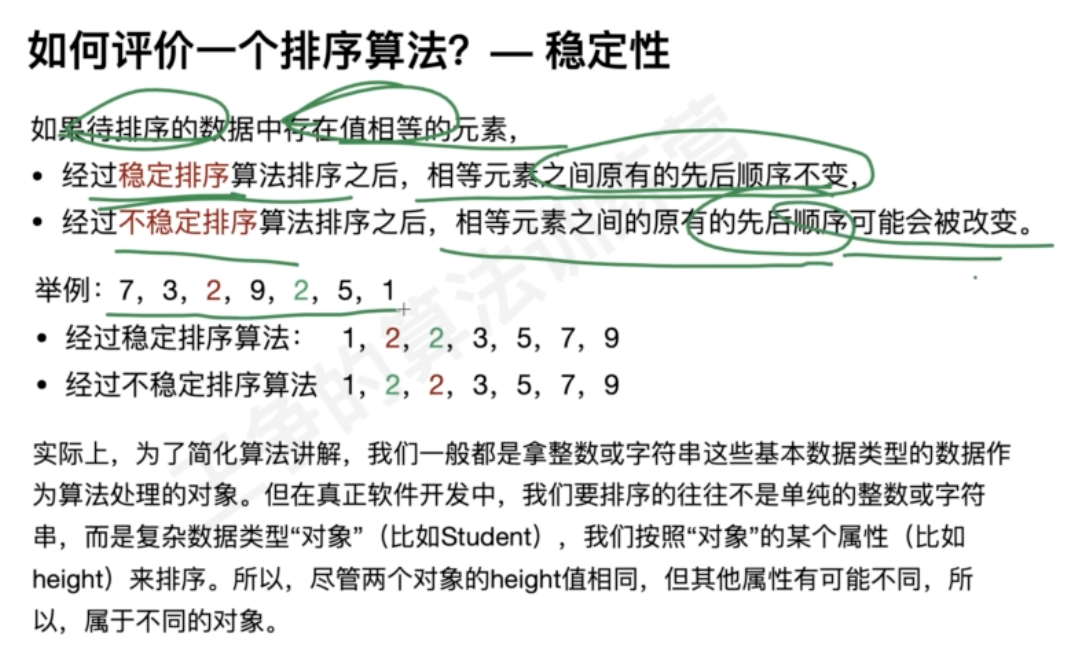 如何评价一个排序算法？— 稳定性
如果待排序的数据中存在值相等的元素，
• 经过稳定排序算法排序之后，相等元素之间原有的先后顺序不变，
• 经过不稳定排序算法排序之后，相等元素之间的原有的先后顺序可能会被改变。
举例：7，3，2，9，2，5，1
• 经过稳定排序算法： 1，2，2，3，5，7，9
• 经过不稳定排序算法 1，2，2，3，5，7，9
实际上，为了简化算法讲解，我们一般都是拿整数或字符串这些基本数据类型的数据作
为算法处理的对象。但在真正软件开发中，我们要排序的往往不是单纯的整数或字符
串，而是复杂数据类型“对象”（比如Student），我们按照“对象”的某个属性（比如
height）来排序。所以，尽管两个对象的height值相同，但其他属性有可能不同，所
以，属于不同的对象。
王争的算法训练营